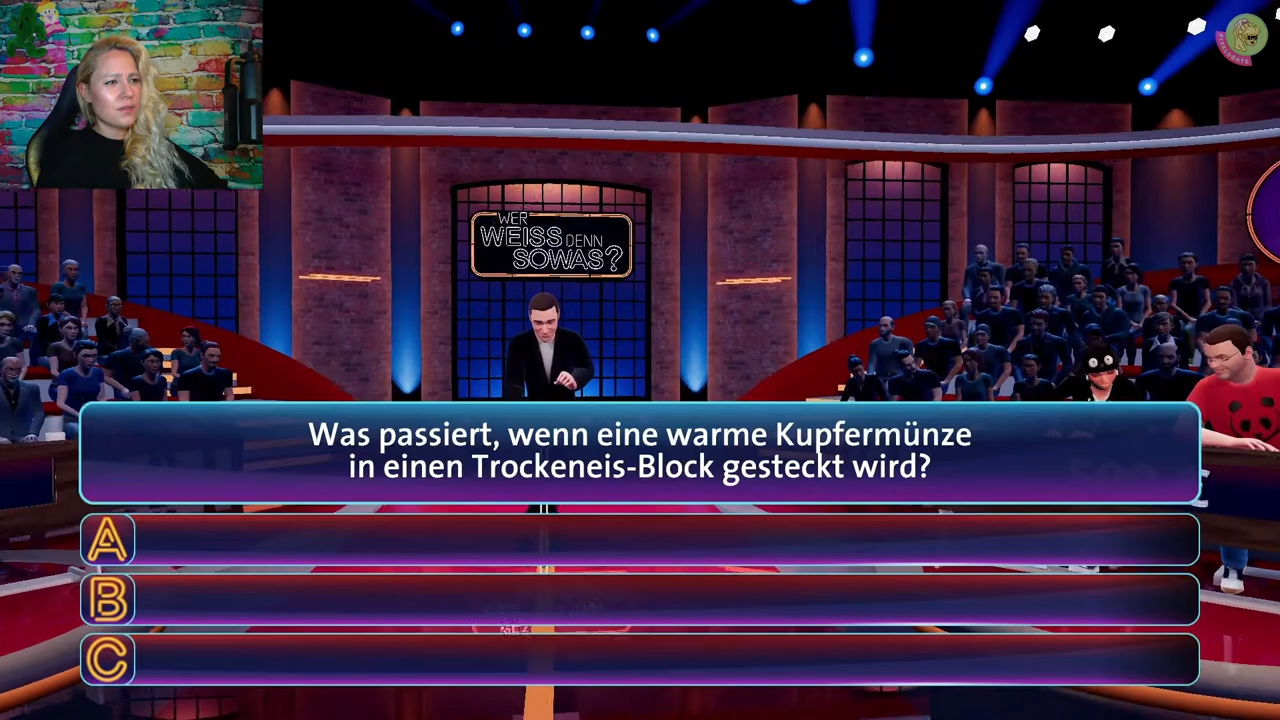 WER
WEISS DENN
SOWAS?
Was passiert, wenn eine warme Kupfermünze
in einen Trockeneis-Block gesteckt wird?
A
B
C